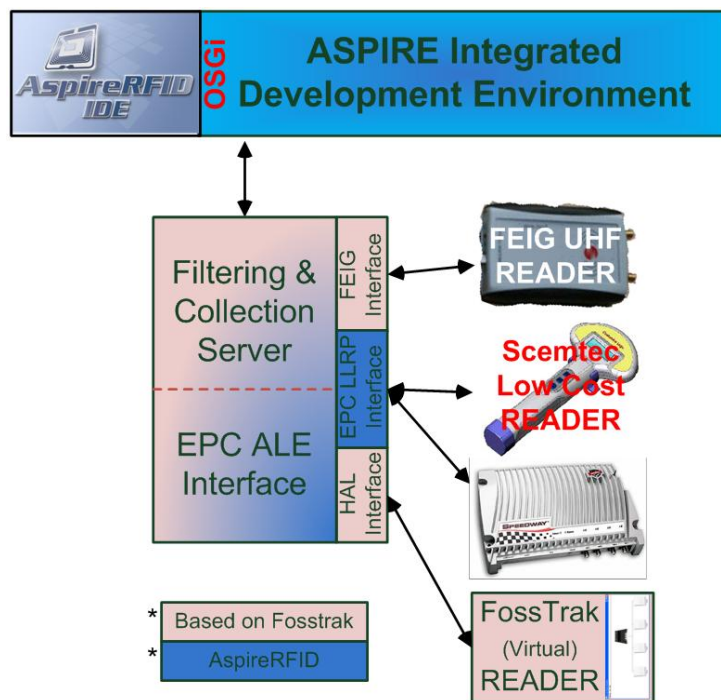 AspireRFID
IDE
OSGi
ASPIRE Integrated
Development Environment
Filtering &
Collection
Server
EPC ALE
Interface
FEIG
Interface
EPC LLRP
Interface
HAL
Interface
FEIG UHF
READER
Scemtec
Low Cost
READER
SPEEDWAY
FossTrak
(Virtual)
READER
* Based on Fosstrak
* AspireRFID